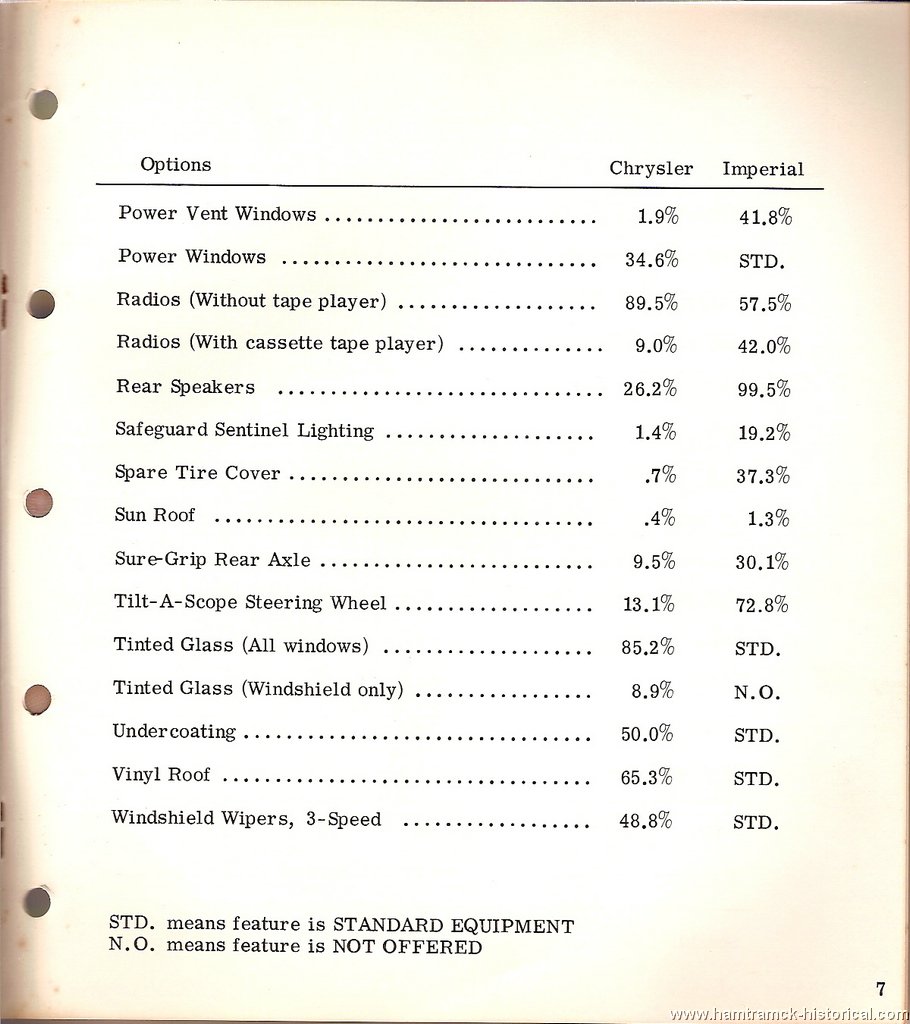 Options Chrysler Imperial
Power Vent Windows .......................... 1.9% 41.8%
Power Windows .............................. 34.6% STD.
Radios (Without tape player) ................... 89.5% 57.5%
Radios (With cassette tape player) .............. 9.0% 42.0%
Rear Speakers ............................... 26.2% 99.5%
Safeguard Sentinel Lighting .................... 1.4% 19.2%
Spare Tire Cover ............................. .7% 37.3%
Sun Roof .................................... .4% 1.3%
Sure-Grip Rear Axle .......................... 9.5% 30.1%
Tilt-A-Scope Steering Wheel ................... 13.1% 72.8%
Tinted Glass (All windows) .................... 85.2% STD.
Tinted Glass (Windshield only) ................. 8.9% N.O.
Undercoating ................................. 50.0% STD.
Vinyl Roof ................................... 65.3% STD.
Windshield Wipers, 3-Speed .................. 48.8% STD.
STD. means feature is STANDARD EQUIPMENT
N.O. means feature is NOT OFFERED
7
www.hamtramck-historical.com